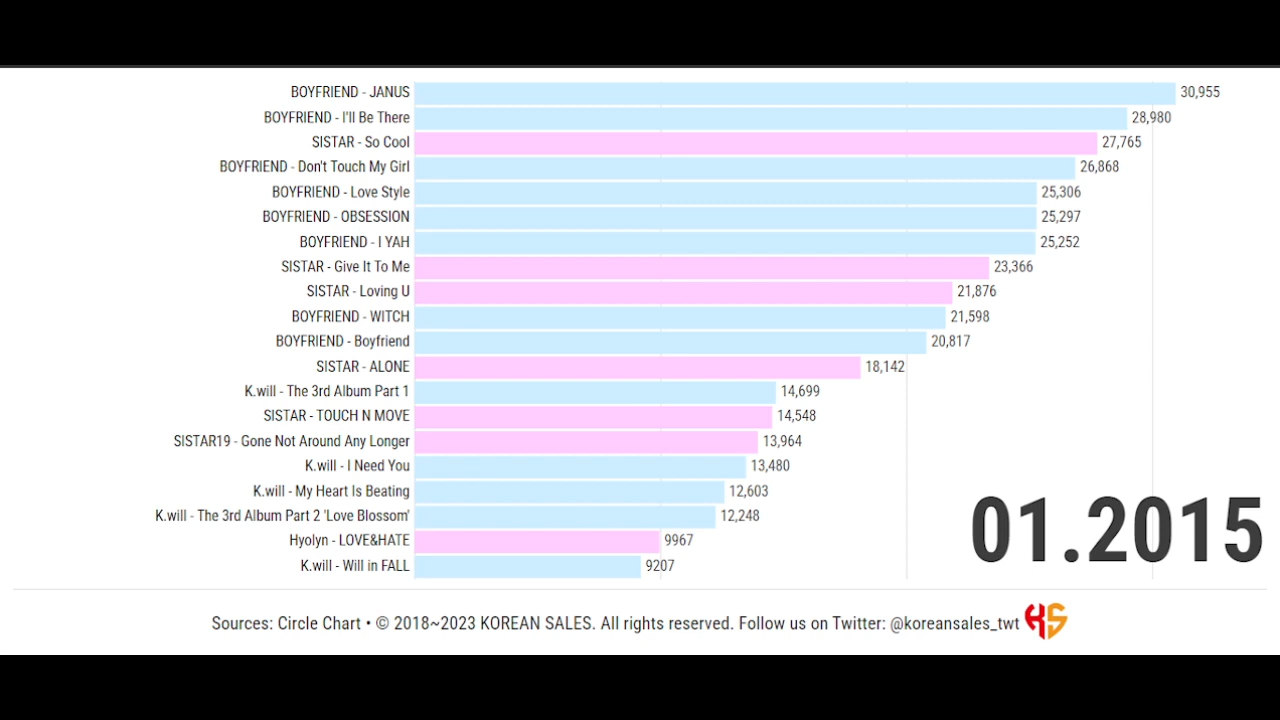 BOYFRIEND - JANUS 30,955
BOYFRIEND - I'll Be There 28,980
SISTAR - So Cool 27,765
BOYFRIEND - Don't Touch My Girl 26,868
BOYFRIEND - Love Style 25,306
BOYFRIEND - OBSESSION 25,297
BOYFRIEND - I YAH 25,252
SISTAR - Give It To Me 23,366
SISTAR - Loving U 21,876
BOYFRIEND - WITCH 21,598
BOYFRIEND - Boyfriend 20,817
SISTAR - ALONE 18,142
K.will - The 3rd Album Part 1 14,699
SISTAR - TOUCH N MOVE 14,548
SISTAR19 - Gone Not Around Any Longer 13,964
K.will - I Need You 13,480
K.will - My Heart Is Beating 12,603
K.will - The 3rd Album Part 2 'Love Blossom' 12,248
Hyolyn - LOVE&HATE 9967
K.will - Will in FALL 9207
01.2015
Sources: Circle Chart • © 2018~2023 KOREAN SALES. All rights reserved. Follow us on Twitter: @koreansales_twt KS